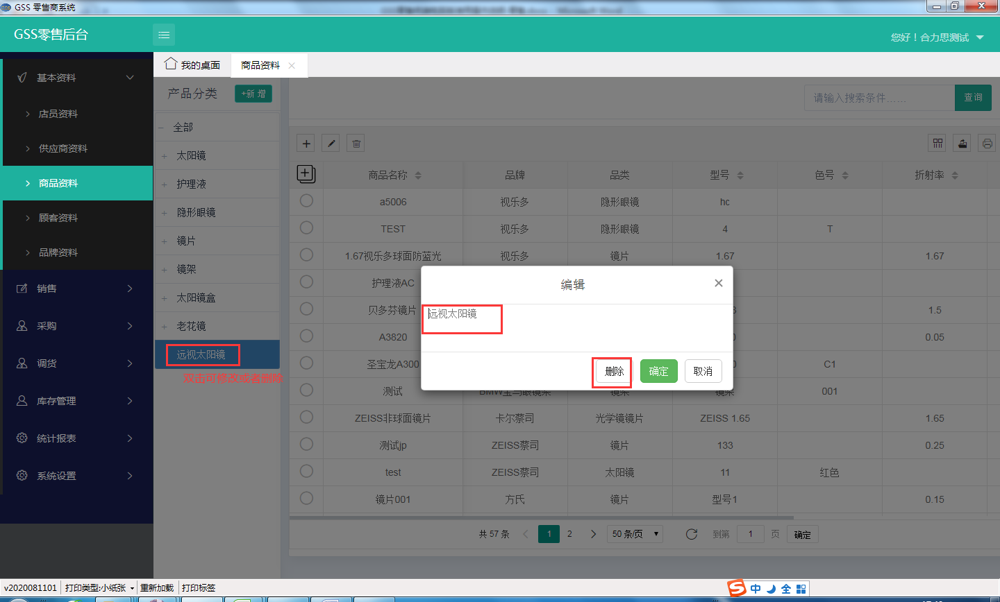 GSS 零售商系统
GSS零售后台
您好！合力思测试
基本资料
店员资料
供应商资料
商品资料
顾客资料
品牌资料
销售
采购
调货
库存管理
统计报表
系统设置
我的桌面
商品资料
产品分类
+新 增
全部
太阳镜
护理液
隐形眼镜
镜片
镜架
太阳镜盒
老花镜
远视太阳镜
双击可修改或者删除
请输入搜索条件......
查询
商品名称 品牌 品类 型号 色号 折射率
a5006 视乐多 隐形眼镜 hc
TEST 视乐多 隐形眼镜 4 T
1.67视乐多球面防蓝光 视乐多 镜片 1.67 1.67
护理液AC
贝多芬镜片 1.5
A3820 0.05
圣宝龙A300 C1
测试 BMW宝马眼镜架 镜架 镜架 001
ZEISS非球面镜片 卡尔蔡司 光学镜镜片 ZEISS 1.65 1.65
测试jp ZEISS蔡司 镜片 133 0.25
test ZEISS蔡司 太阳镜 11 红色
镜片001 方氏 镜片 型号1 0.15
编辑
远视太阳镜
删除
确定
取消
共 57 条 1 2 50 条/页 到第 1 页 确定
v2020081101 打印类型:小纸张 重新加载 打印标签
中 全